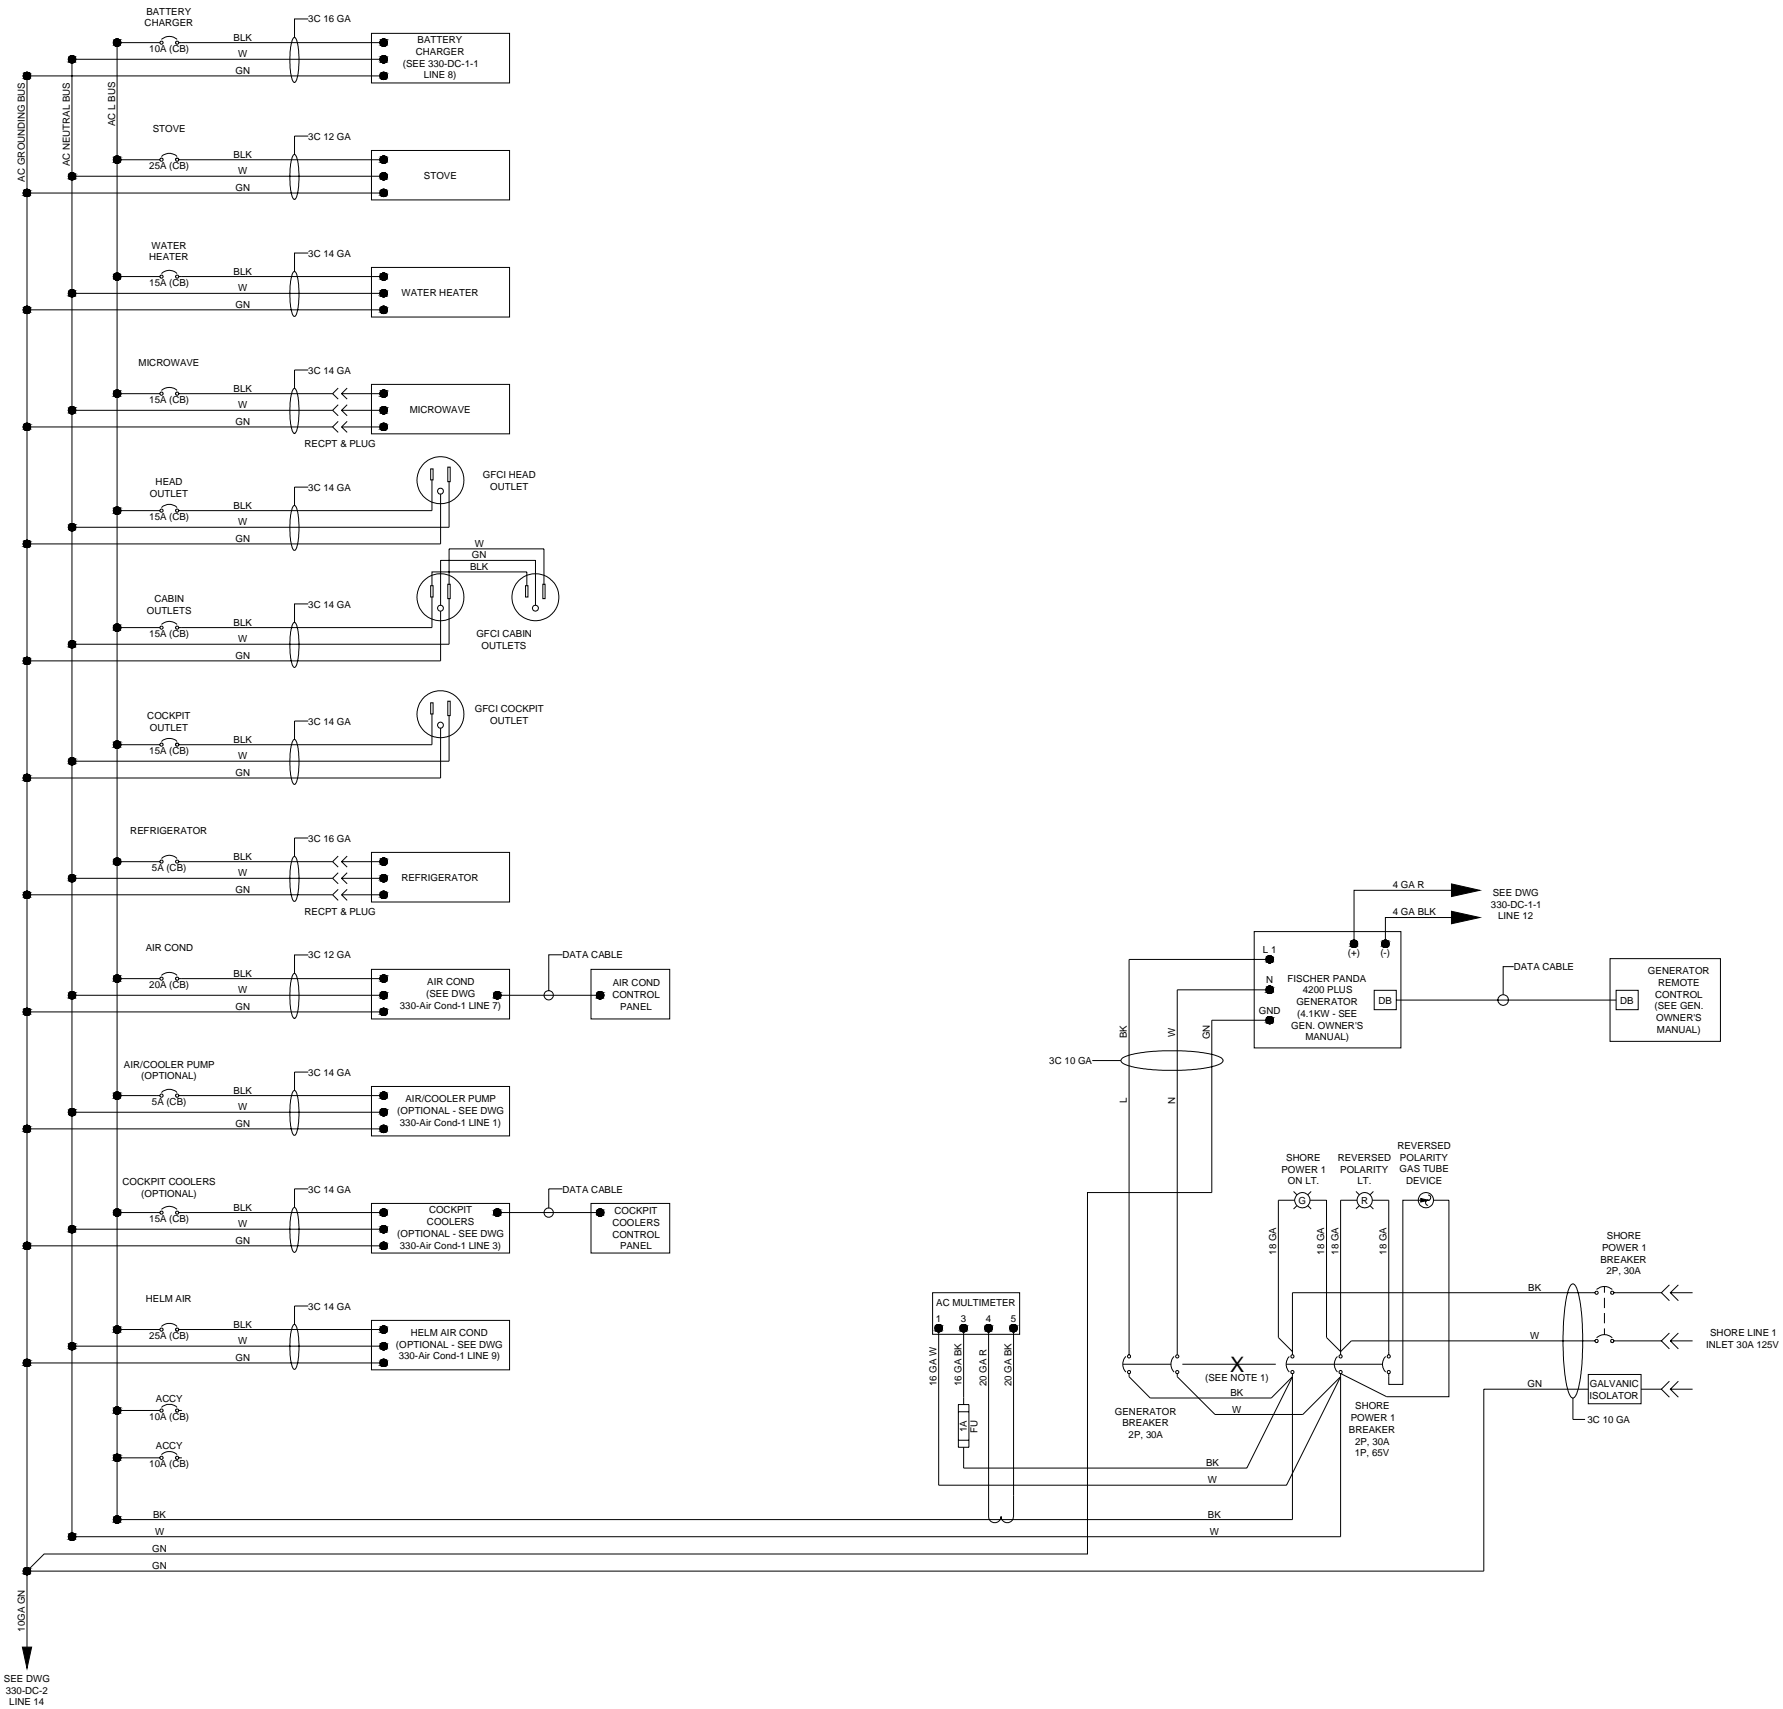 BATTERY
CHARGER
10A (CB)
BLK
W
GN
3C 16 GA
BATTERY
CHARGER
(SEE 330-DC-1-1
LINE 8)
AC GROUNDING BUS
AC NEUTRAL BUS
AC L BUS
STOVE
25A (CB)
BLK
W
GN
3C 12 GA
STOVE
WATER
HEATER
15A (CB)
BLK
W
GN
3C 14 GA
WATER HEATER
MICROWAVE
15A (CB)
BLK
W
GN
3C 14 GA
MICROWAVE
RECPT & PLUG
HEAD
OUTLET
15A (CB)
BLK
W
GN
3C 14 GA
GFCI HEAD
OUTLET
CABIN
OUTLETS
15A (CB)
BLK
W
GN
3C 14 GA
W
GN
BLK
GFCI CABIN
OUTLETS
COCKPIT
OUTLET
15A (CB)
BLK
W
GN
3C 14 GA
GFCI COCKPIT
OUTLET
REFRIGERATOR
5A (CB)
BLK
W
GN
3C 16 GA
REFRIGERATOR
RECPT & PLUG
AIR COND
20A (CB)
BLK
W
GN
3C 12 GA
AIR COND
(SEE DWG
330-Air Cond-1 LINE 7)
DATA CABLE
AIR COND
CONTROL
PANEL
AIR/COOLER PUMP
(OPTIONAL)
5A (CB)
BLK
W
GN
3C 14 GA
AIR/COOLER PUMP
(OPTIONAL - SEE DWG
330-Air Cond-1 LINE 1)
COCKPIT COOLERS
(OPTIONAL)
15A (CB)
BLK
W
GN
3C 14 GA
COCKPIT
COOLERS
(OPTIONAL - SEE DWG
330-Air Cond-1 LINE 3)
DATA CABLE
COCKPIT
COOLERS
CONTROL
PANEL
HELM AIR
25A (CB)
BLK
W
GN
3C 14 GA
HELM AIR COND
(OPTIONAL - SEE DWG
330-Air Cond-1 LINE 9)
ACCY
10A (CB)
ACCY
10A (CB)
BK
W
GN
GN
10GA GN
SEE DWG
330-DC-2
LINE 14
4 GA R
4 GA BLK
SEE DWG
330-DC-1-1
LINE 12
L 1
N
GND
(+)
(-)
FISCHER PANDA
4200 PLUS
GENERATOR
(4.1KW - SEE
GEN. OWNER'S
MANUAL)
DB
DATA CABLE
DB
GENERATOR
REMOTE
CONTROL
(SEE GEN.
OWNER'S
MANUAL)
BK
W
GN
3C 10 GA
L
N
SHORE
POWER 1
ON LT.
REVERSED
POLARITY
LT.
REVERSED
POLARITY
GAS TUBE
DEVICE
G
R
18 GA
18 GA
18 GA
18 GA
SHORE
POWER 1
BREAKER
2P, 30A
BK
W
GN
SHORE LINE 1
INLET 30A 125V
GALVANIC
ISOLATOR
3C 10 GA
AC MULTIMETER
1
3
4
5
16 GA W
16 GA BK
20 GA R
20 GA BK
1A
FU
X
(SEE NOTE 1)
BK
W
GENERATOR
BREAKER
2P, 30A
SHORE
POWER 1
BREAKER
2P, 30A
1P, 65V
BK
W
BK
W